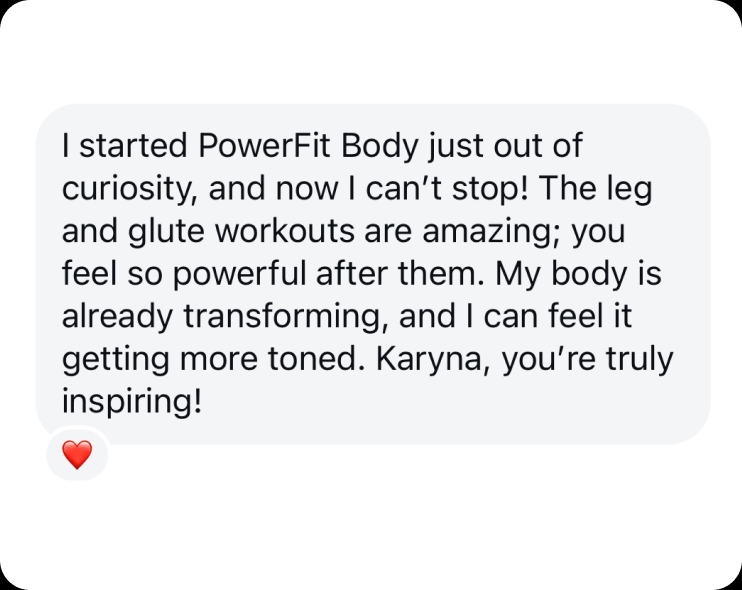 I started PowerFit Body just out of
curiosity, and now I can’t stop! The leg
and glute workouts are amazing; you
feel so powerful after them. My body is
already transforming, and I can feel it
getting more toned. Karyna, you’re truly
inspiring!